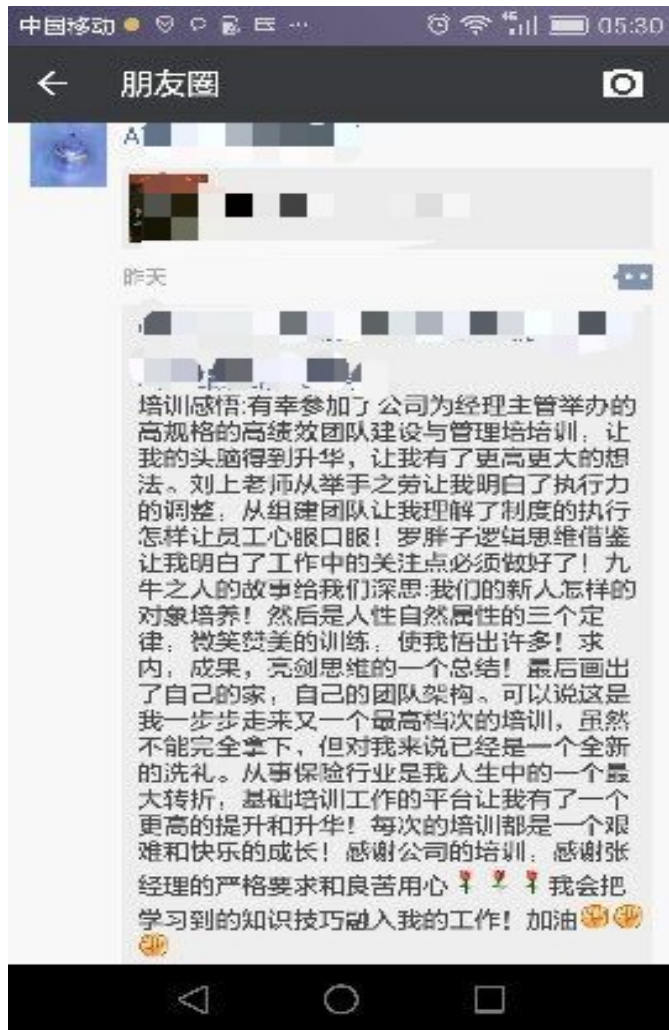 中国移动 ... 46 05:30
朋友圈
A
昨天
培训感悟:有幸参加了公司为经理主管举办的
高规格的高绩效团队建设与管理培培训，让
我的头脑得到升华，让我有了更高更大的想
法。刘上老师从举手之劳让我明白了执行力
的调整，从组建团队让我理解了制度的执行
怎样让员工心服口服！罗胖子逻辑思维借鉴
让我明白了工作中的关注点必须做好了！九
牛之人的故事给我们深思:我们的新人怎样的
对象培养！然后是人性自然属性的三个定
律，微笑赞美的训练，使我悟出许多！求
内，成果，亮剑思维的一个总结！最后画出
了自己的家，自己的团队架构。可以说这是
我一步步走来又一个最高档次的培训，虽然
不能完全拿下，但对我来说已经是一个全新
的洗礼。从事保险行业是我人生中的一个最
大转折，基础培训工作的平台让我有了一个
更高的提升和升华！每次的培训都是一个艰
难和快乐的成长！感谢公司的培训，感谢张
经理的严格要求和良苦用心🌹🌹🌹我会把
学习到的知识技巧融入我的工作！加油✊✊
✊